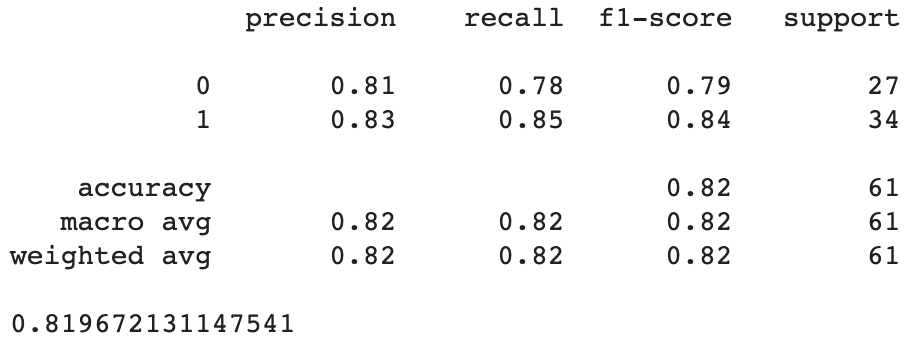 precision recall f1-score support
0 0.81 0.78 0.79 27
1 0.83 0.85 0.84 34
accuracy 0.82 61
macro avg 0.82 0.82 0.82 61
weighted avg 0.82 0.82 0.82 61
0.819672131147541